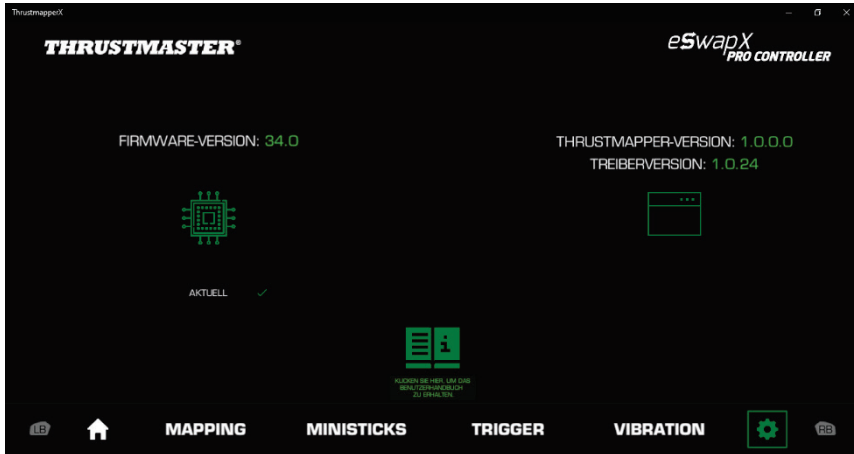 ThrustmapperX
THRUSTMASTER®
eSwapX
PRO CONTROLLER
FIRMWARE-VERSION: 34.0
THRUSTMAPPER-VERSION: 1.0.0.0
TREIBERVERSION: 1.0.24
AKTUELL
KLICKEN SIE HIER, UM DAS
BENUTZERHANDBUCH
ZU ERHALTEN.
LB MAPPING MINISTICKS TRIGGER VIBRATION RB